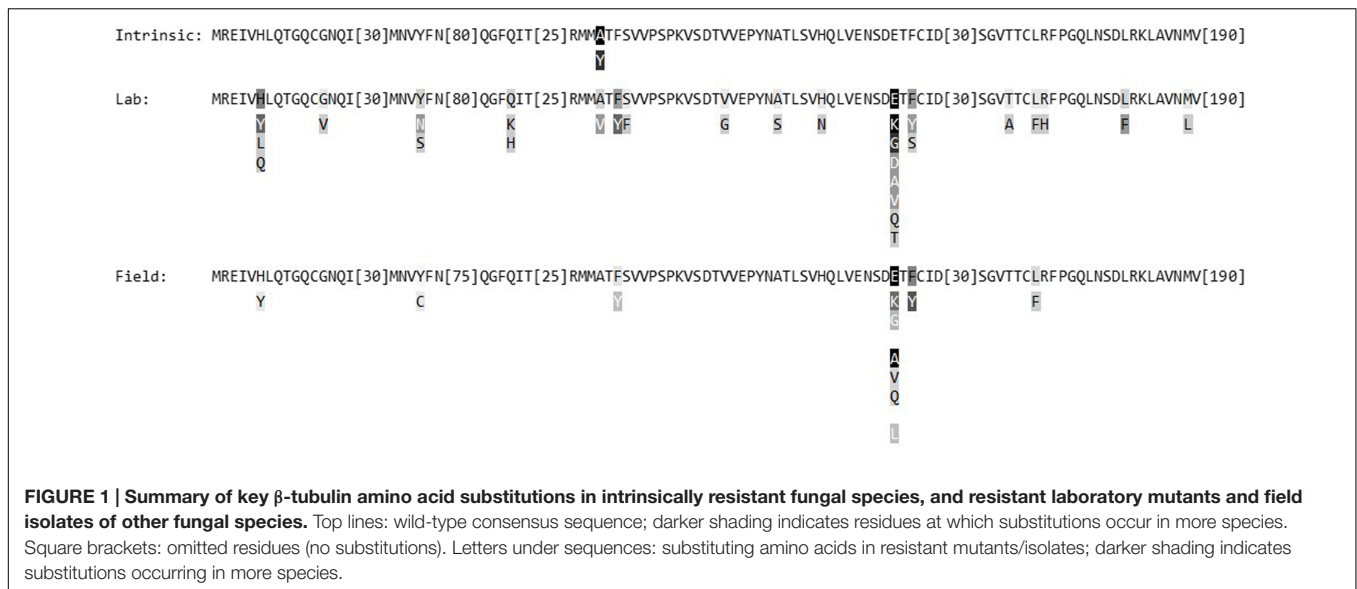 Intrinsic: MREIVHLQTGQCGNQI[30]MNVYFN[80]QGFQIT[25]RMMATFSVVPSPKVSDTVVEPYNATLSVHQLVENSDETFCID[30]SGVTTCLRFPGQLNSDLRKLAVNMV[190]
Y
Lab: MREIVHLQTGQCGNQI[30]MNVYFN[80]QGFQIT[25]RMMATFSVVPSPKVSDTVVEPYNATLSVHQLVENSDETFCID[30]SGVTTCLRFPGQLNSDLRKLAVNMV[190]
Y V N K V YF G S N K Y A FH F L
L S H G S
Q D
A
V
Q
T
Field: MREIVHLQTGQCGNQI[30]MNVYFN[75]QGFQIT[25]RMMATFSVVPSPKVSDTVVEPYNATLSVHQLVENSDETFCID[30]SGVTTCLRFPGQLNSDLRKLAVNMV[190]
Y C Y K Y F
G
A
V
Q
L
FIGURE 1 | Summary of key β-tubulin amino acid substitutions in intrinsically resistant fungal species, and resistant laboratory mutants and field
isolates of other fungal species. Top lines: wild-type consensus sequence; darker shading indicates residues at which substitutions occur in more species.
Square brackets: omitted residues (no substitutions). Letters under sequences: substituting amino acids in resistant mutants/isolates; darker shading indicates
substitutions occurring in more species.